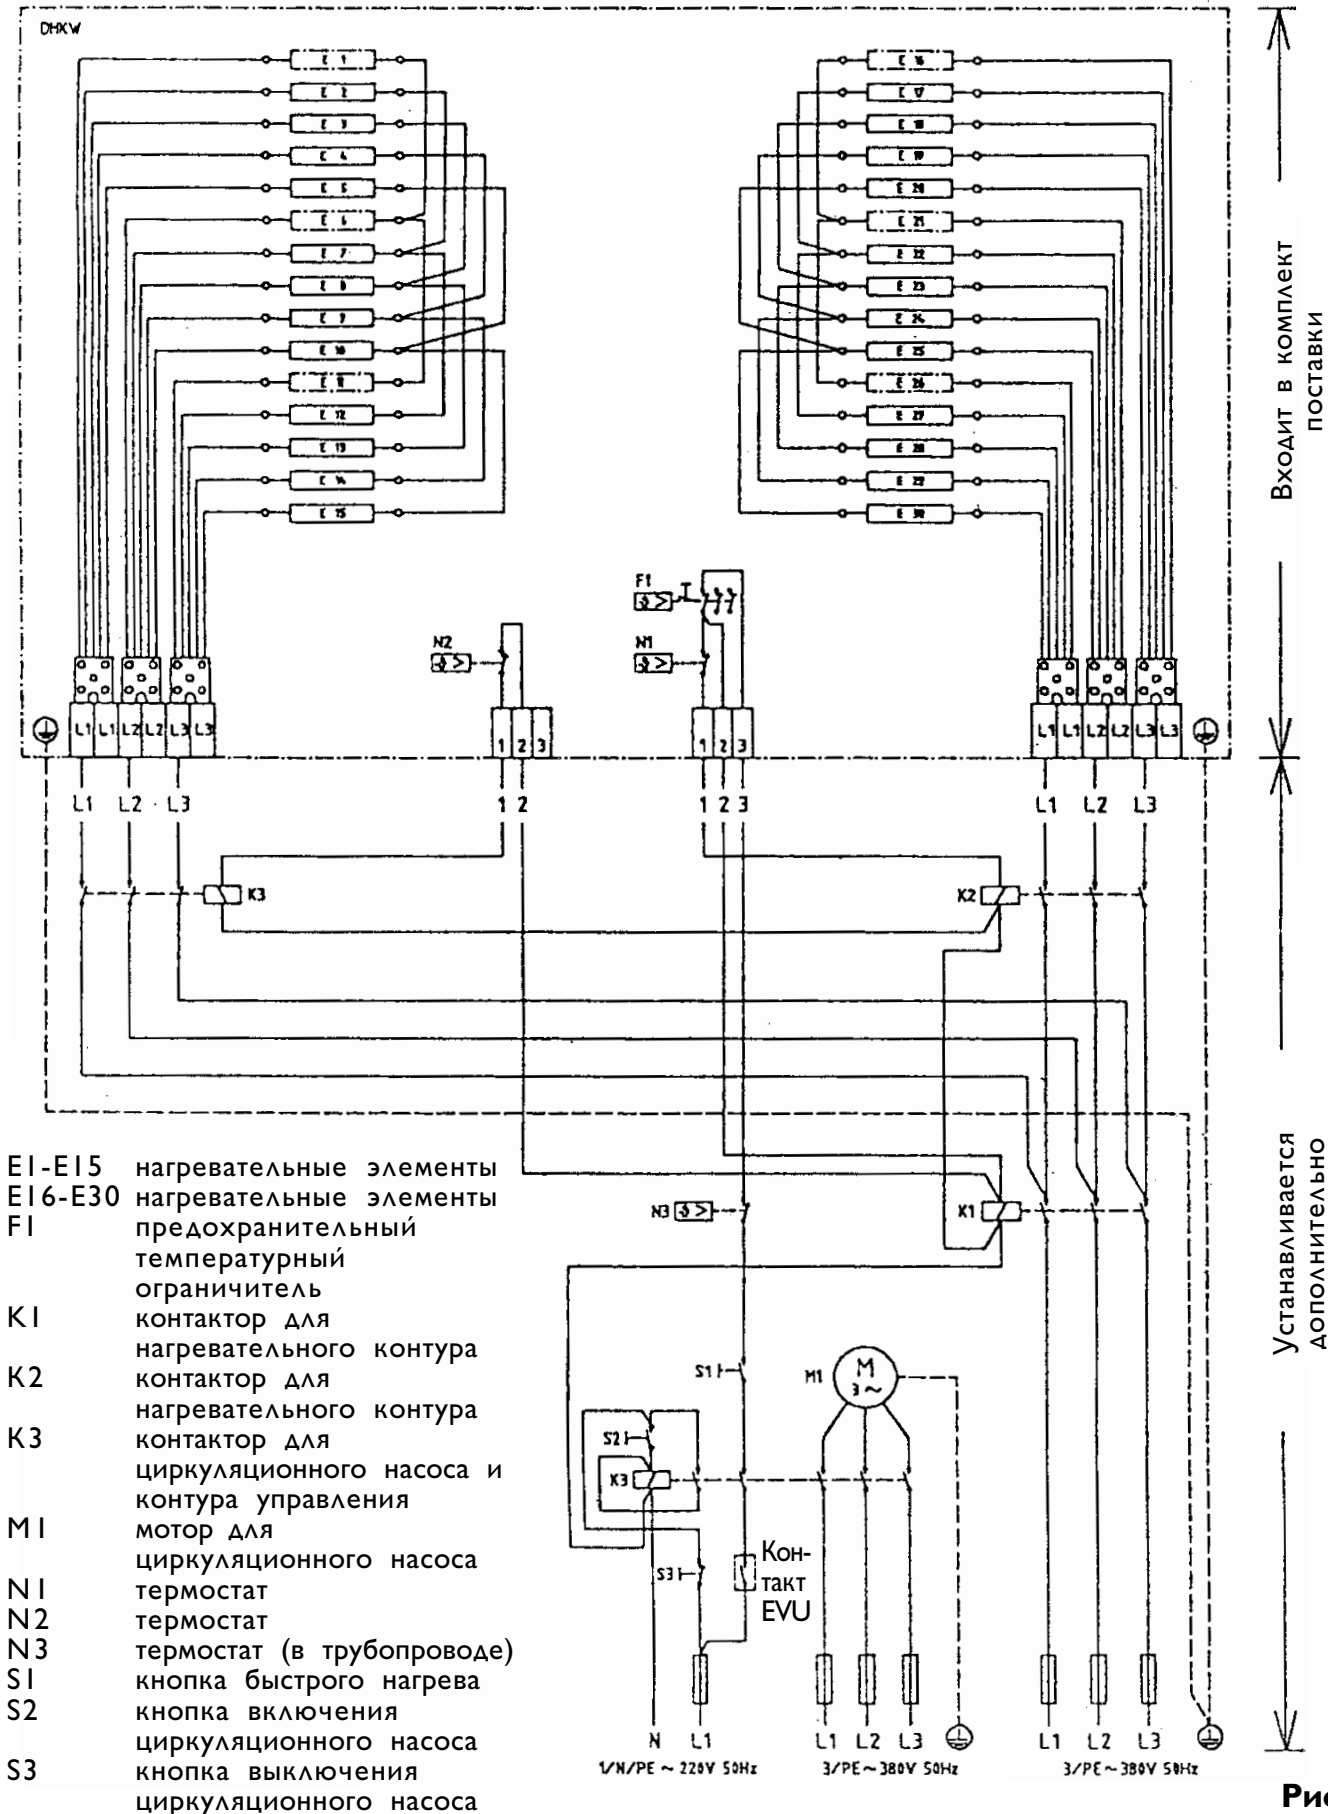 DHKW
E 1
E 2
E 3
E 4
E 5
E 6
E 7
E 8
E 9
E 10
E 11
E 12
E 13
E 14
E 15
E 16
E 17
E 18
E 19
E 20
E 21
E 22
E 23
E 24
E 25
E 26
E 27
E 28
E 29
E 30
Входит в комплект
поставки
F1
N2
N1
L1 L1 L2 L2 L3 L3
1 2 3
1 2 3
L1 L1 L2 L2 L3 L3
L1 L2 L3
1 2
1 2 3
L1 L2 L3
K3
K2
Устанавливается
дополнительно
N3
K1
S1
M1
M
3 ~
S2
K3
S3
Кон-
такт
EVU
N L1
L1 L2 L3
L1 L2 L3
1/N/PE ~ 220V 50Hz
3/PE ~ 380V 50Hz
3/PE ~ 380V 50Hz
E1-E15 нагревательные элементы
E16-E30 нагревательные элементы
F1 предохранительный
температурный
ограничитель
K1 контактор для
нагревательного контура
K2 контактор для
нагревательного контура
K3 контактор для
циркуляционного насоса и
контура управления
M1 мотор для
циркуляционного насоса
N1 термостат
N2 термостат
N3 термостат (в трубопроводе)
S1 кнопка быстрого нагрева
S2 кнопка включения
циркуляционного насоса
S3 кнопка выключения
циркуляционного насоса